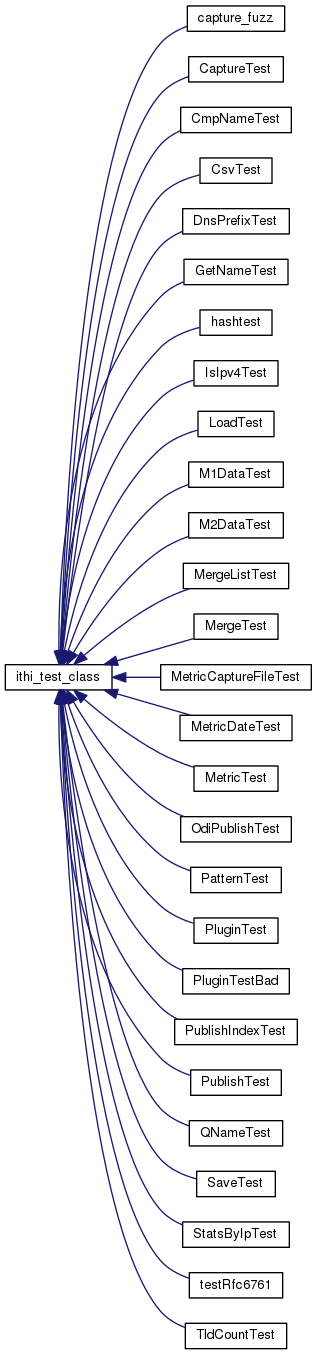 capture_fuzz
CaptureTest
CmpNameTest
CsvTest
DnsPrefixTest
GetNameTest
hashtest
IsIpv4Test
LoadTest
M1DataTest
M2DataTest
MergeListTest
MergeTest
ithi_test_class
MetricCaptureFileTest
MetricDateTest
MetricTest
OdiPublishTest
PatternTest
PluginTest
PluginTestBad
PublishIndexTest
PublishTest
QNameTest
SaveTest
StatsByIpTest
testRfc6761
TldCountTest